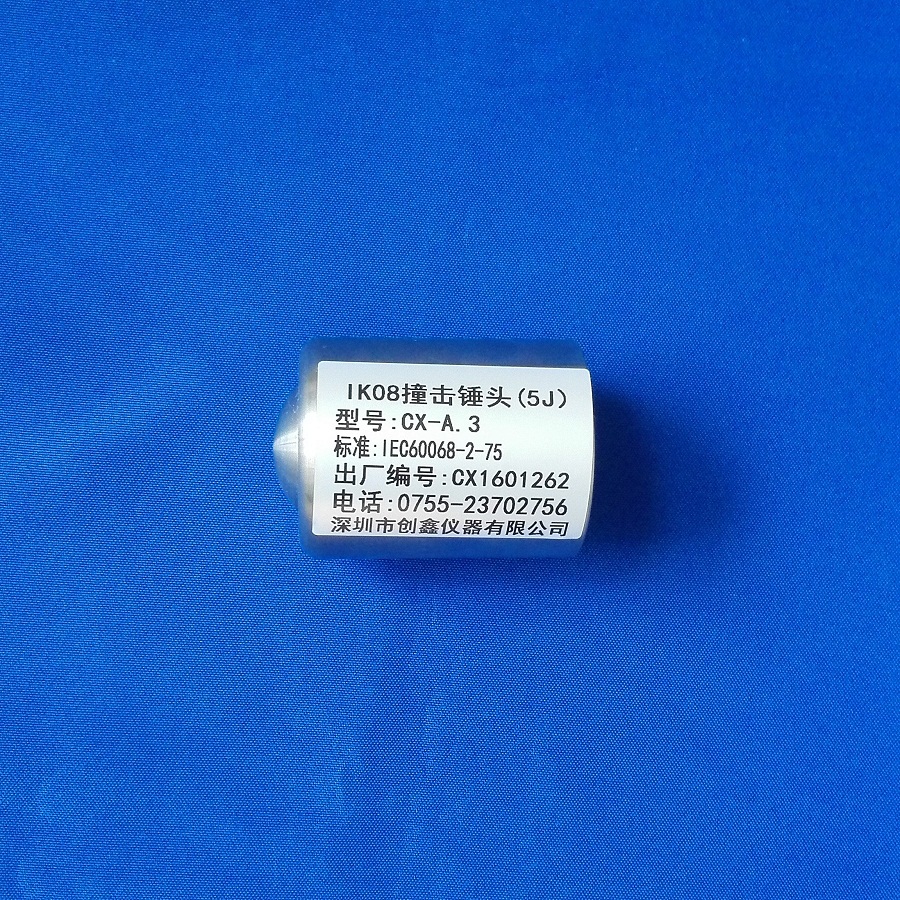 IK08撞击锤头(5J)
型号:CX-A.3
标准:IEC60068-2-75
出厂编号:CX1601262
电话:0755-23702756
深圳市创鑫仪器有限公司